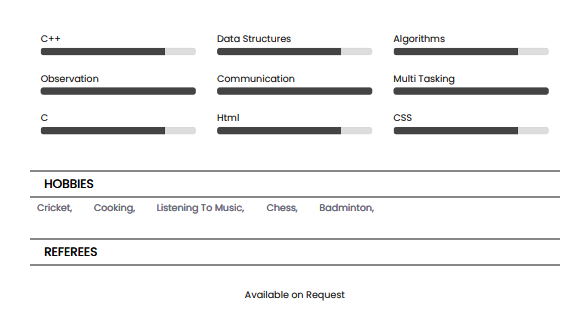 C++ Data Structures Algorithms
Observation Communication Multi Tasking
C Html CSS
HOBBIES
Cricket, Cooking, Listening To Music, Chess, Badminton,
REFEREES
Available on Request